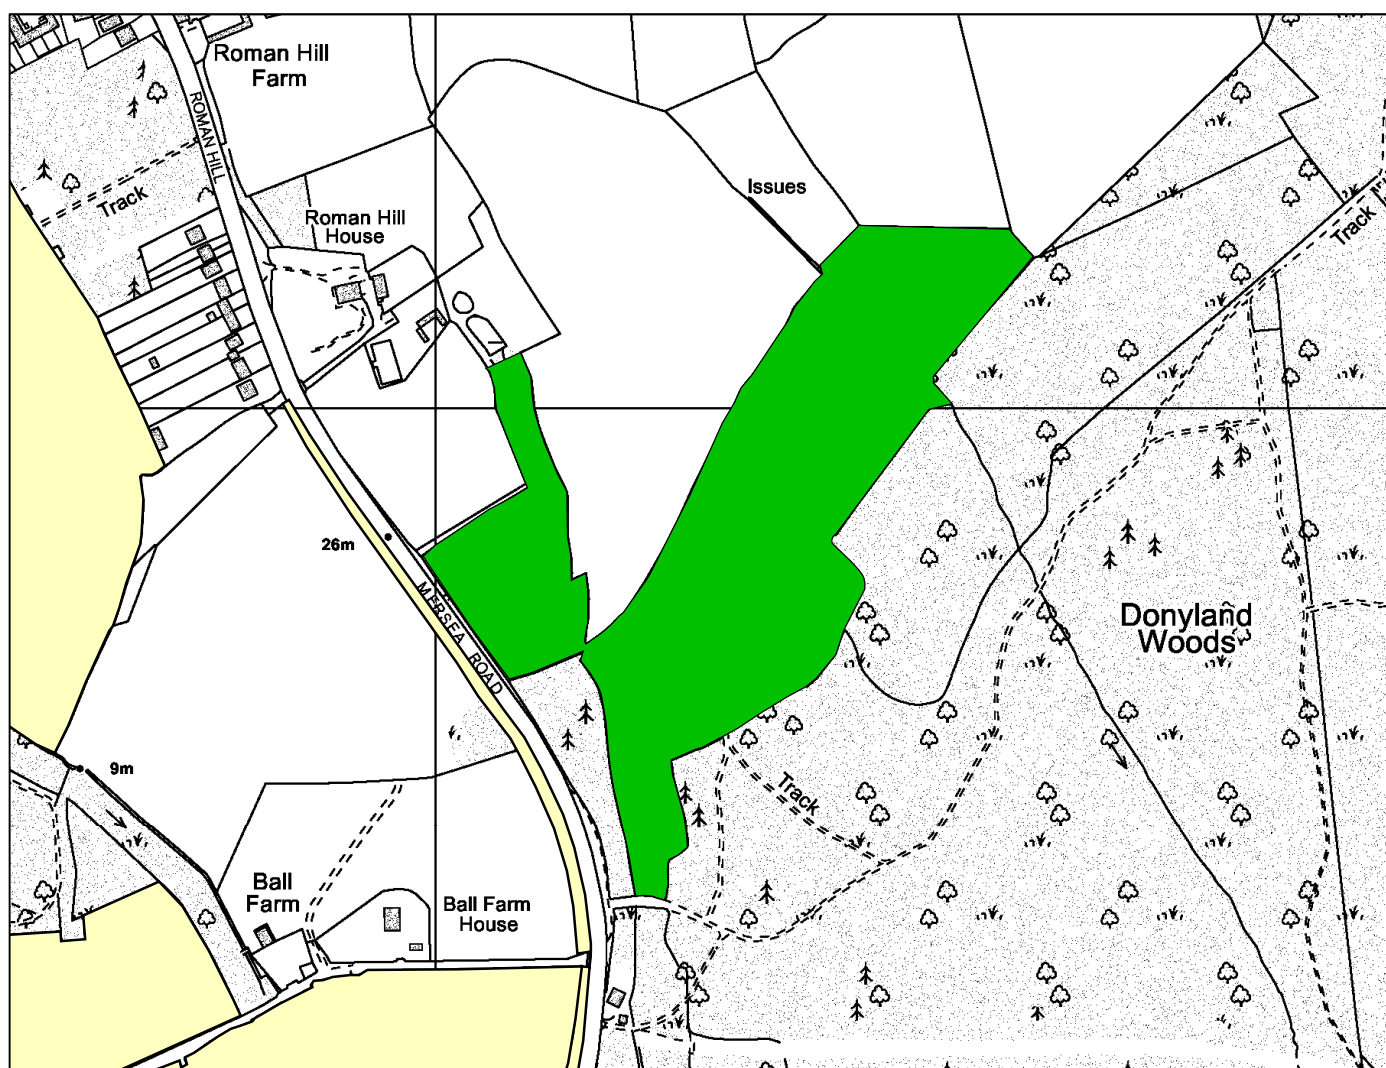 Roman Hill
Farm
ROMAN HILL
Track
Issues
Roman Hill
House
Track
26m
MERSEA ROAD
Donyland
Woods
9m
Track
Ball
Farm
Ball Farm
House